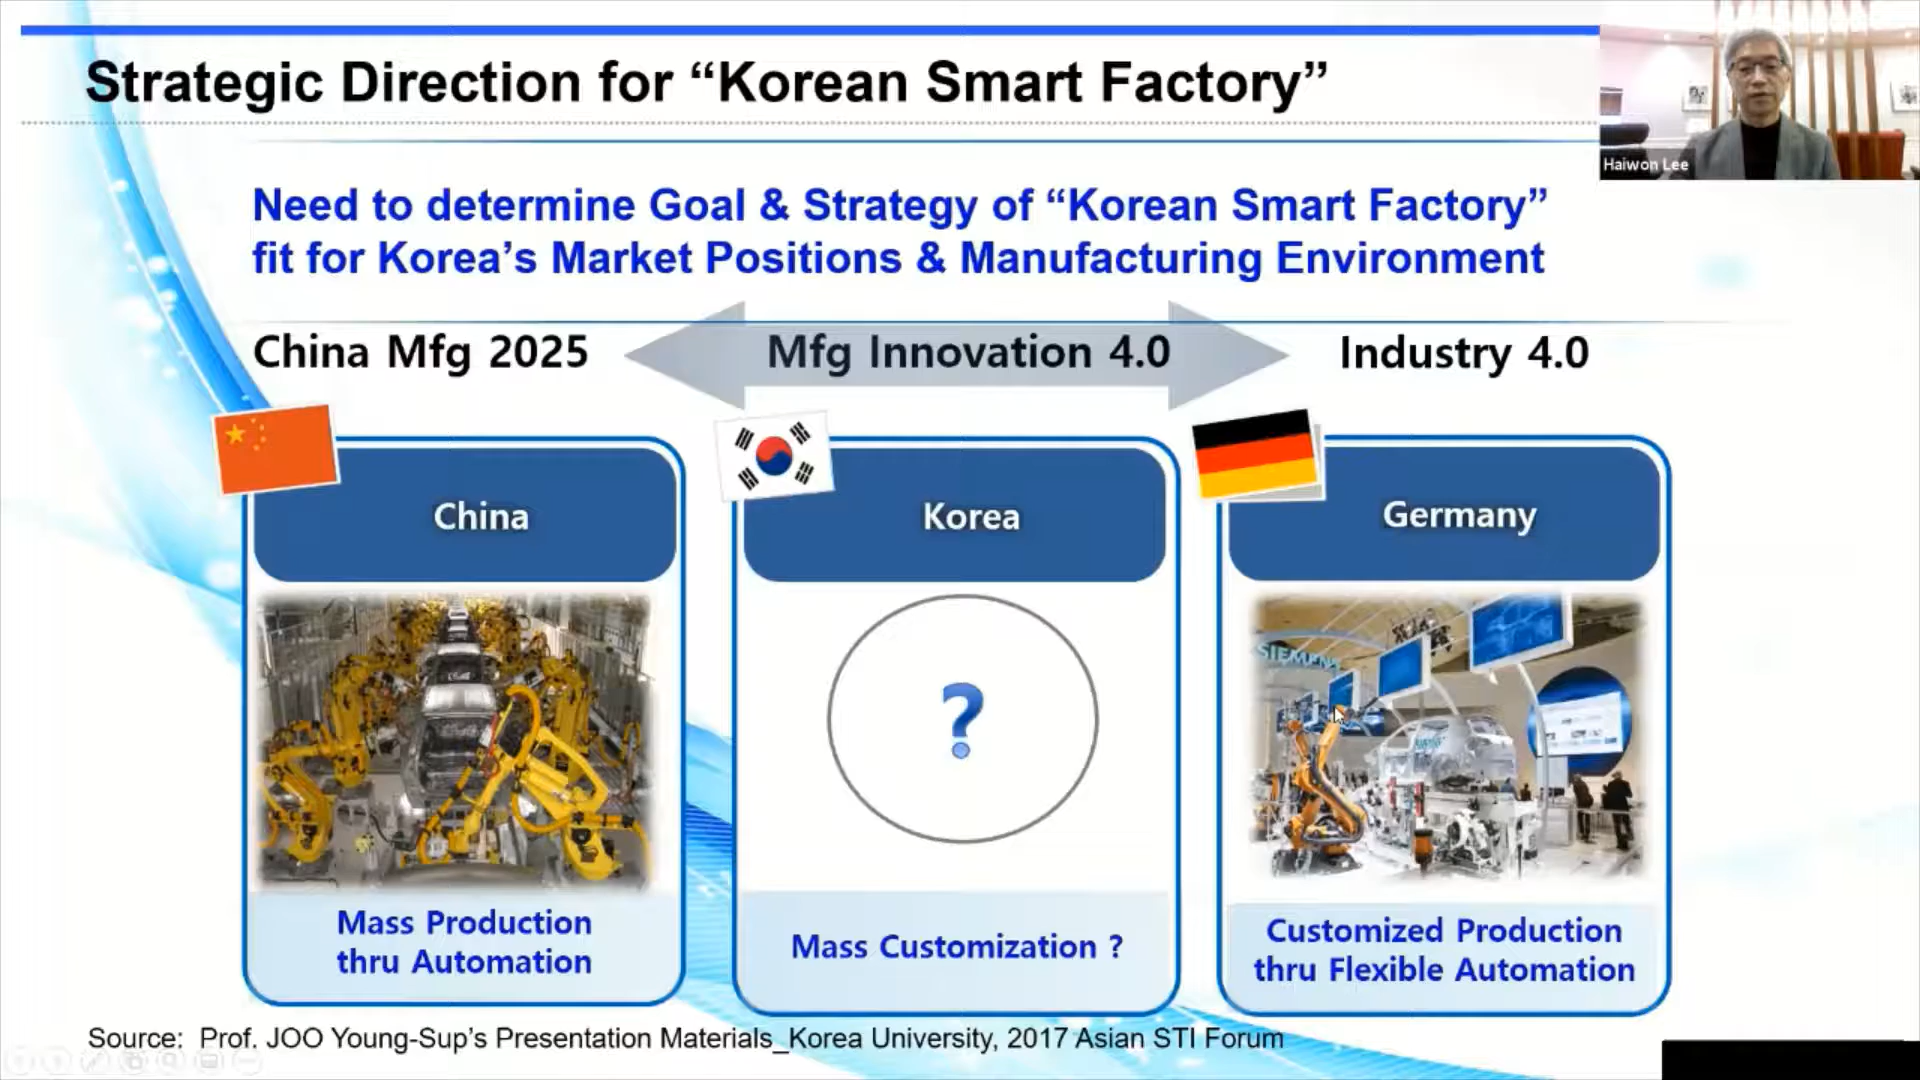 Strategic Direction for “Korean Smart Factory”
Haiwon Lee
Need to determine Goal & Strategy of “Korean Smart Factory”
fit for Korea’s Market Positions & Manufacturing Environment
China Mfg 2025
Mfg Innovation 4.0
Industry 4.0
China
Korea
Germany
SIEMENS
?
Mass Production
thru Automation
Mass Customization ?
Customized Production
thru Flexible Automation
Source: Prof. JOO Young-Sup’s Presentation Materials_Korea University, 2017 Asian STI Forum